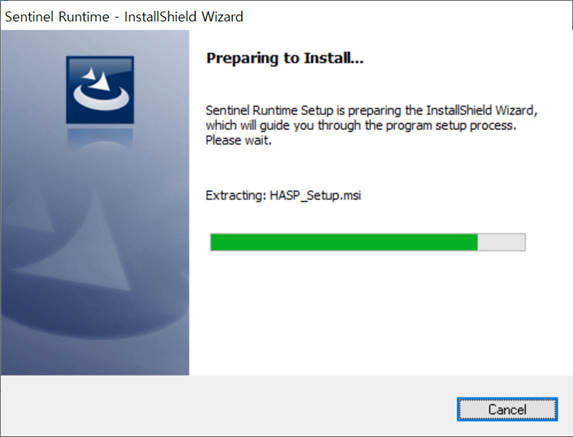 Sentinel Runtime - InstallShield Wizard
Preparing to Install...
Sentinel Runtime Setup is preparing the InstallShield Wizard,
which will guide you through the program setup process.
Please wait.
Extracting: HASP_Setup.msi
Cancel